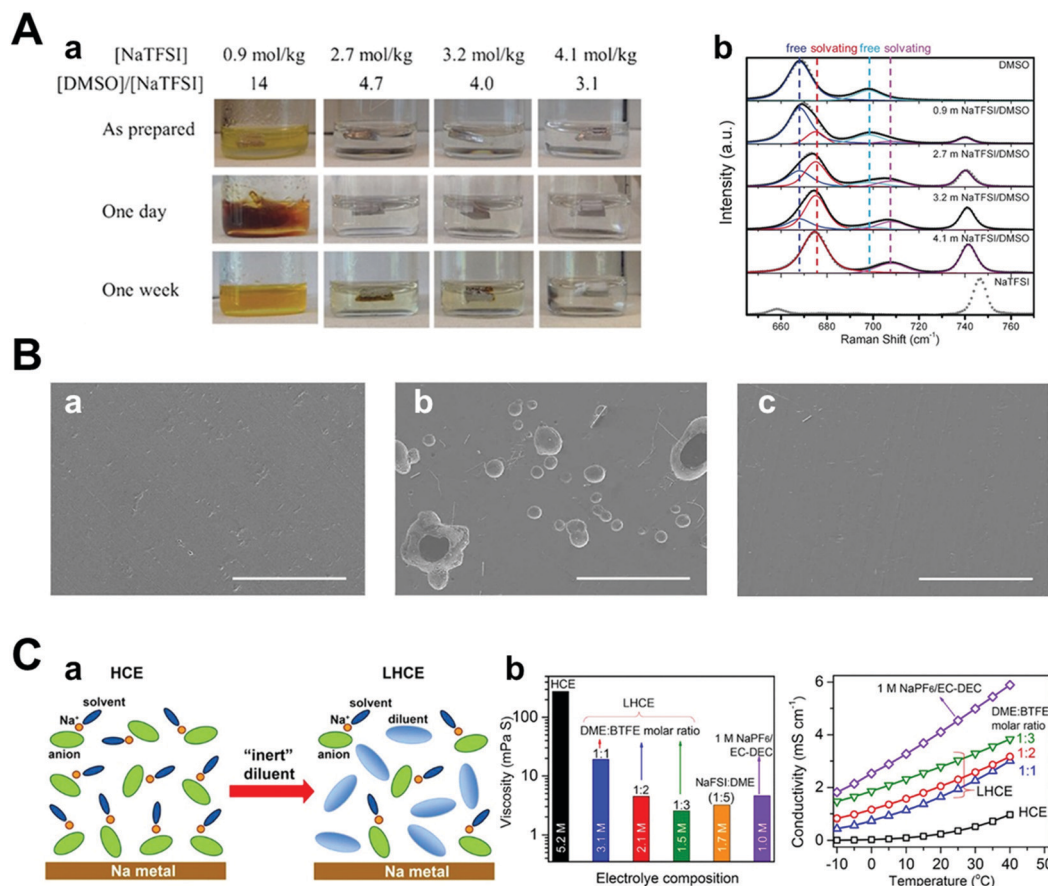 A
a
[NaTFSI] 0.9 mol/kg 2.7 mol/kg 3.2 mol/kg 4.1 mol/kg
[DMSO]/[NaTFSI] 14 4.7 4.0 3.1
As prepared
One day
One week
b
free solvating free solvating
DMSO
0.9 m NaTFSI/DMSO
2.7 m NaTFSI/DMSO
3.2 m NaTFSI/DMSO
4.1 m NaTFSI/DMSO
NaTFSI
Intensity (a.u.)
660 680 700 720 740 760
Raman Shift (cm⁻¹)
B
a
b
c
C
a
HCE
solvent
Na⁺
anion
Na metal
"inert"
diluent
LHCE
solvent
Na⁺
diluent
anion
Na metal
b
Viscosity (mPa S)
100
10
1
HCE
LHCE
DME:BTFE molar ratio
1:1
1:2
1:3
NaFSI:DME
(1:5)
1 M NaPF₆/
EC-DEC
5.2 M
3.1 M
2.1 M
1.5 M
1.7 M
1.0 M
Electrolye composition
Conductivity (mS cm⁻¹)
6
4
2
0
1 M NaPF₆/EC-DEC
DME:BTFE
molar ratio
1:3
1:2
1:1
LHCE
HCE
-10 0 10 20 30 40 50
Temperature (°C)